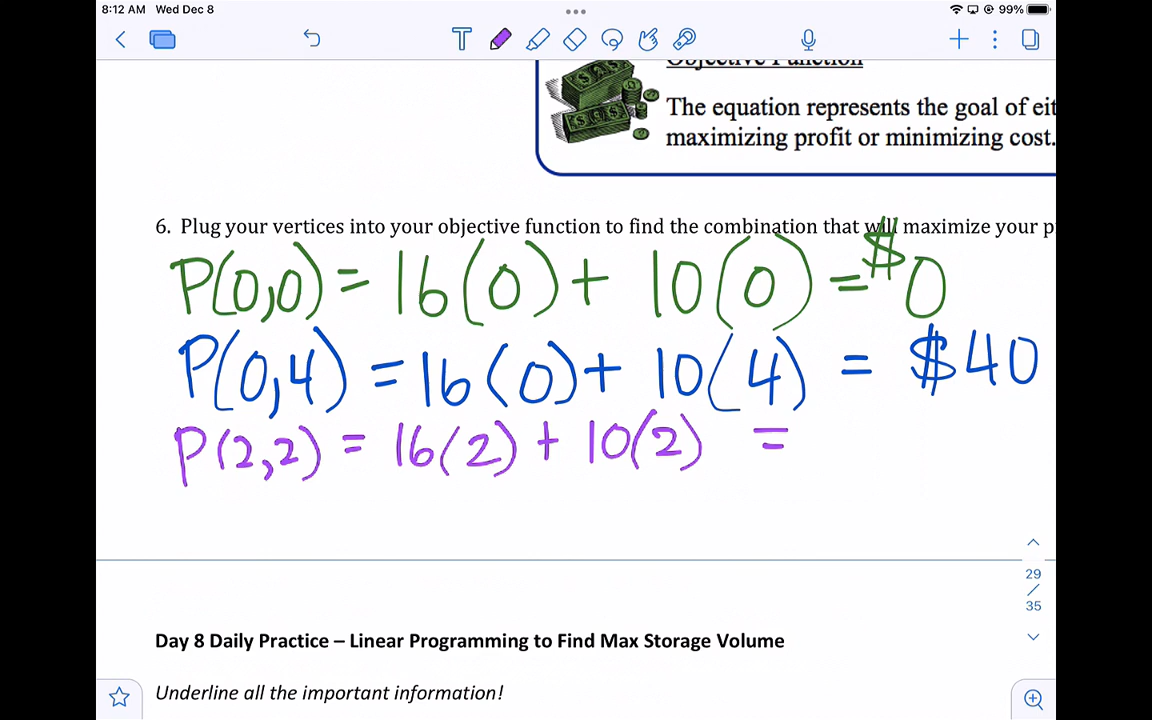 8:12 AM Wed Dec 8
99%
Objective Function
The equation represents the goal of eit
maximizing profit or minimizing cost.
6. Plug your vertices into your objective function to find the combination that will maximize your p
P(0,0) = 16(0) + 10(0) = $0
P(0,4) = 16(0) + 10(4) = $40
P(2,2) = 16(2) + 10(2) =
29
/
35
Day 8 Daily Practice – Linear Programming to Find Max Storage Volume
Underline all the important information!